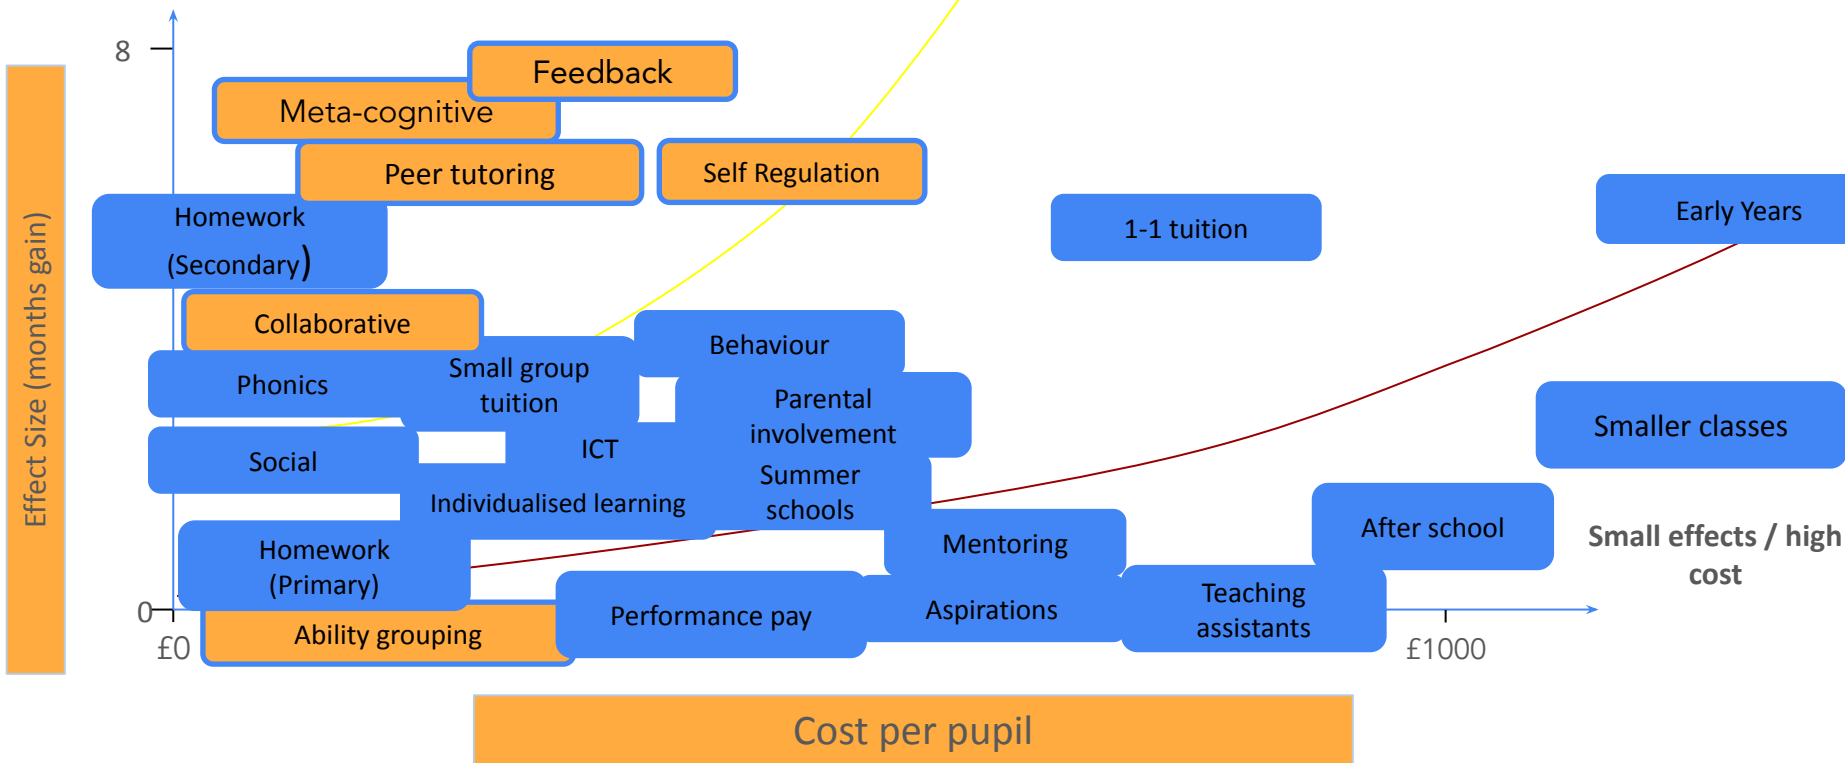 8
Feedback
Meta-cognitive
Peer tutoring
Self Regulation
Homework
(Secondary)
1-1 tuition
Early Years
Effect Size (months gain)
Collaborative
Behaviour
Phonics
Small group
tuition
Parental
involvement
Smaller classes
Social
ICT
Summer
schools
Individualised learning
After school
Mentoring
Small effects / high
cost
Homework
(Primary)
0
Ability grouping
Performance pay
Aspirations
Teaching
assistants
£0
£1000
Cost per pupil